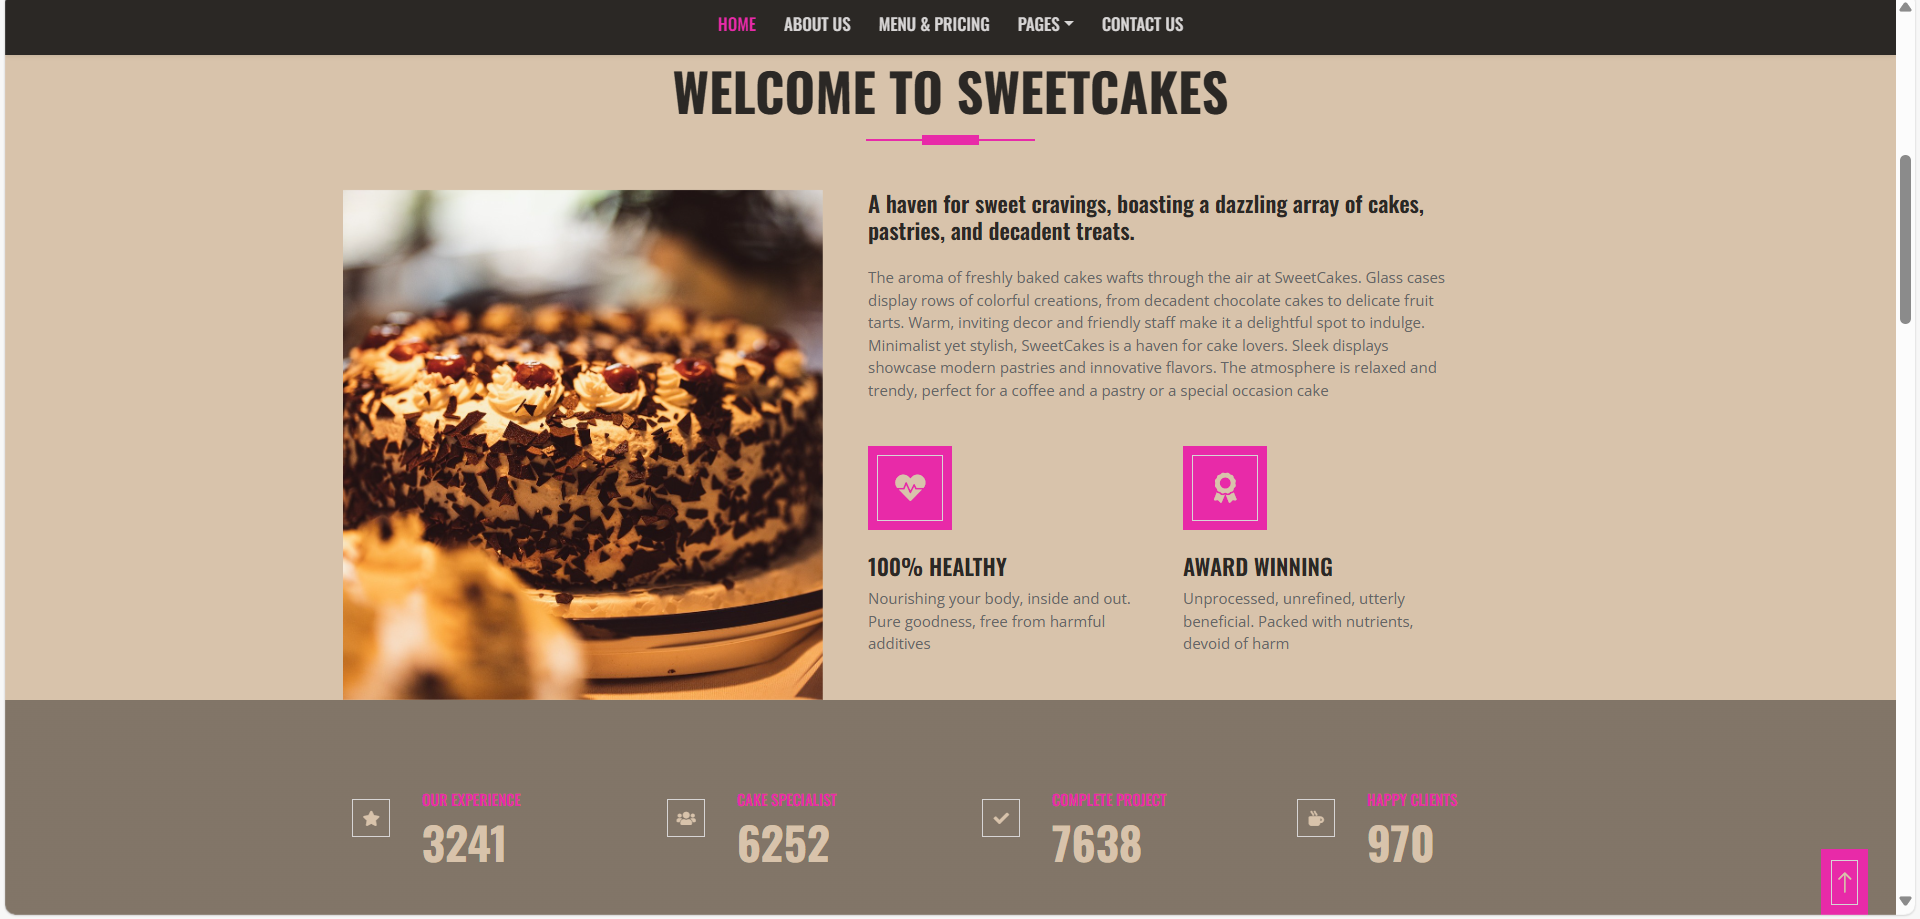 HOME ABOUT US MENU & PRICING PAGES CONTACT US
WELCOME TO SWEETCAKES
A haven for sweet cravings, boasting a dazzling array of cakes,
pastries, and decadent treats.
The aroma of freshly baked cakes wafts through the air at SweetCakes. Glass cases
display rows of colorful creations, from decadent chocolate cakes to delicate fruit
tarts. Warm, inviting decor and friendly staff make it a delightful spot to indulge.
Minimalist yet stylish, SweetCakes is a haven for cake lovers. Sleek displays
showcase modern pastries and innovative flavors. The atmosphere is relaxed and
trendy, perfect for a coffee and a pastry or a special occasion cake
100% HEALTHY
Nourishing your body, inside and out.
Pure goodness, free from harmful
additives
AWARD WINNING
Unprocessed, unrefined, utterly
beneficial. Packed with nutrients,
devoid of harm
OUR EXPERIENCE
3241
CAKE SPECIALIST
6252
COMPLETE PROJECT
7638
HAPPY CLIENTS
970